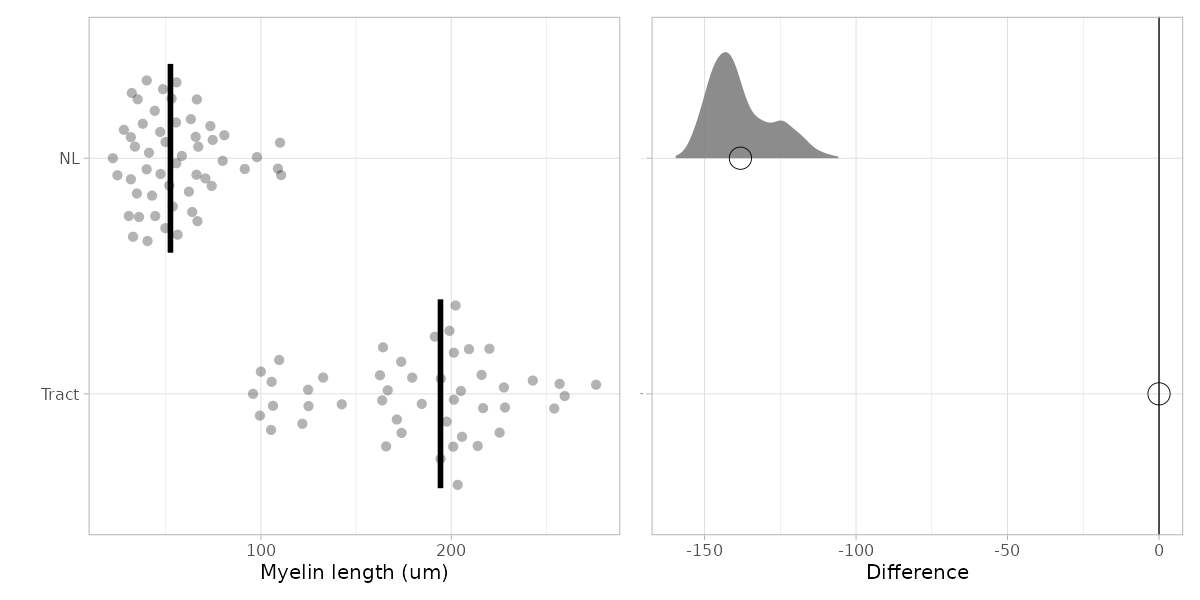 NL
Tract
100 200
-150 -100 -50 0
Myelin length (um)
Difference